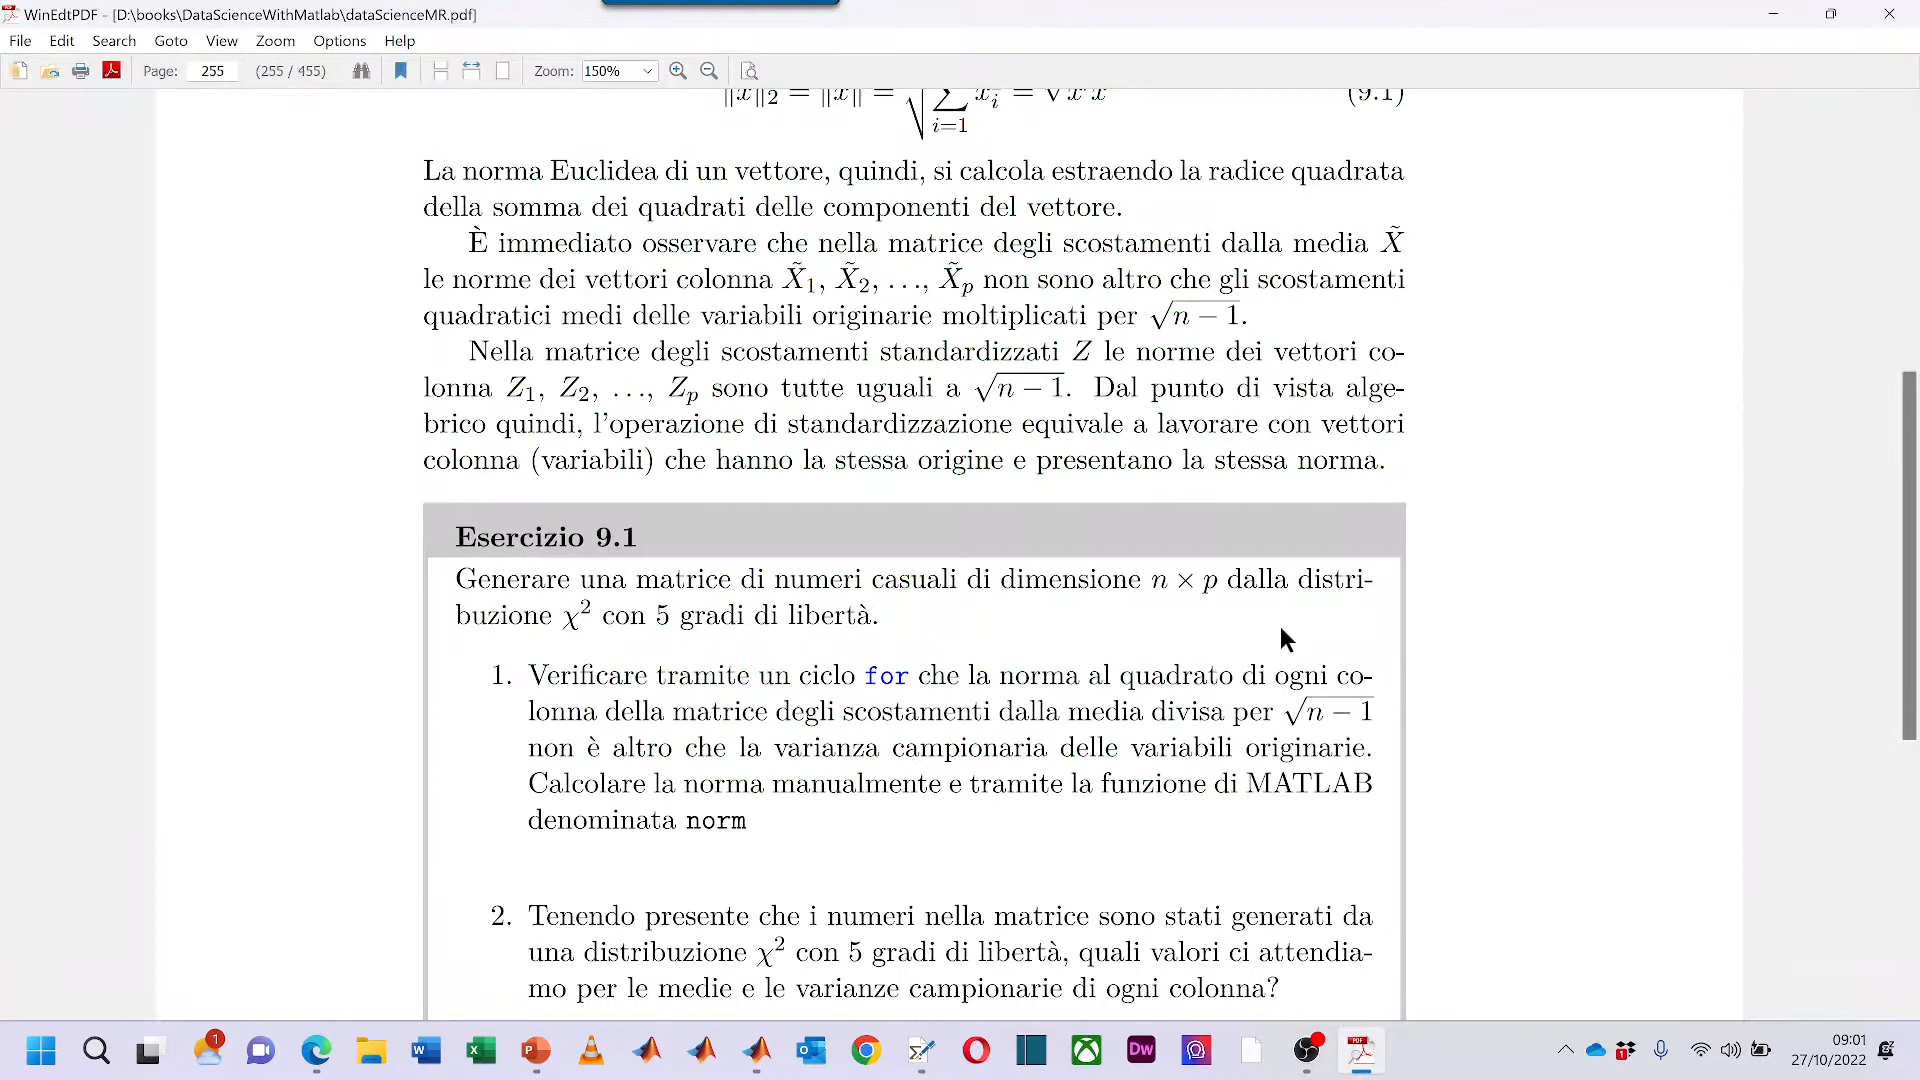 WinEdtPDF - [D:\books\DataScienceWithMatlab\dataScienceMR.pdf]
File Edit Search Goto View Zoom Options Help
Page: 255 (255 / 455) Zoom: 150%
‖x‖₂ = ‖x‖ = √∑ xᵢ² = √x′x (9.1)
i=1
La norma Euclidea di un vettore, quindi, si calcola estraendo la radice quadrata
della somma dei quadrati delle componenti del vettore.
È immediato osservare che nella matrice degli scostamenti dalla media X̃
le norme dei vettori colonna X̃₁, X̃₂, …, X̃ₚ non sono altro che gli scostamenti
quadratici medi delle variabili originarie moltiplicati per √n − 1.
Nella matrice degli scostamenti standardizzati Z le norme dei vettori co-
lonna Z₁, Z₂, …, Zₚ sono tutte uguali a √n − 1. Dal punto di vista alge-
brico quindi, l'operazione di standardizzazione equivale a lavorare con vettori
colonna (variabili) che hanno la stessa origine e presentano la stessa norma.
Esercizio 9.1
Generare una matrice di numeri casuali di dimensione n × p dalla distri-
buzione χ² con 5 gradi di libertà.
1. Verificare tramite un ciclo for che la norma al quadrato di ogni co-
lonna della matrice degli scostamenti dalla media divisa per √n − 1
non è altro che la varianza campionaria delle variabili originarie.
Calcolare la norma manualmente e tramite la funzione di MATLAB
denominata norm
2. Tenendo presente che i numeri nella matrice sono stati generati da
una distribuzione χ² con 5 gradi di libertà, quali valori ci attendia-
mo per le medie e le varianze campionarie di ogni colonna?
1
Dw
PDF
09:01
27/10/2022